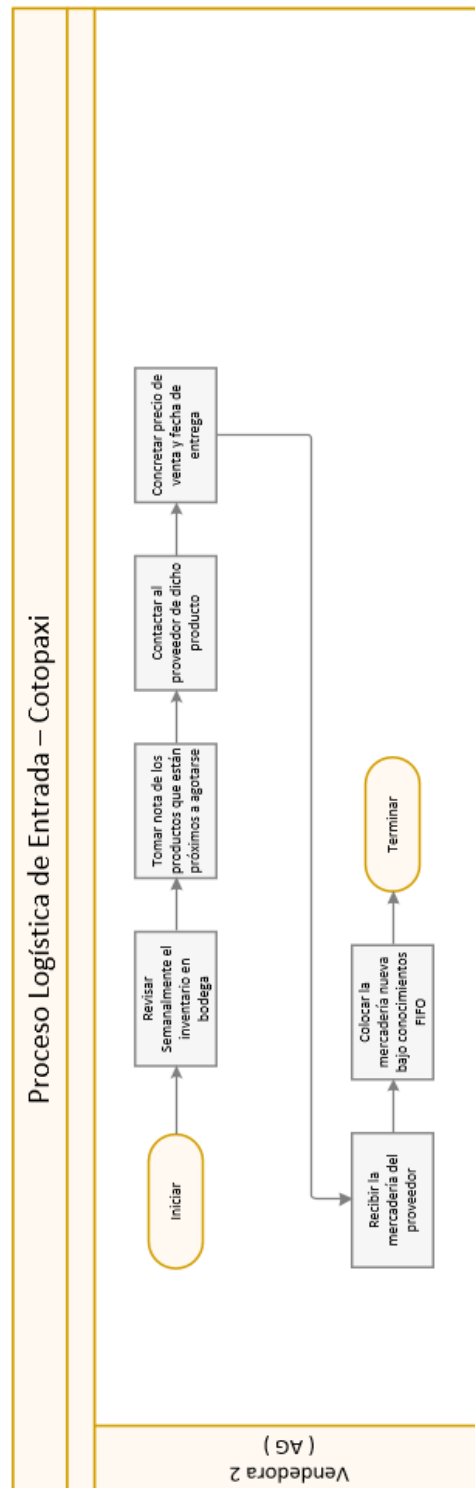 Proceso Logística de Entrada – Cotopaxi
Vendedora 2
( AG )
Iniciar
Revisar
Semanalmente el
inventario en
bodega
Tomar nota de los
productos que están
próximos a agotarse
Contactar al
proveedor de dicho
producto
Concretar precio de
venta y fecha de
entrega
Recibir la
mercadería del
proveedor
Colocar la
mercadería nueva
bajo conocimientos
FIFO
Terminar